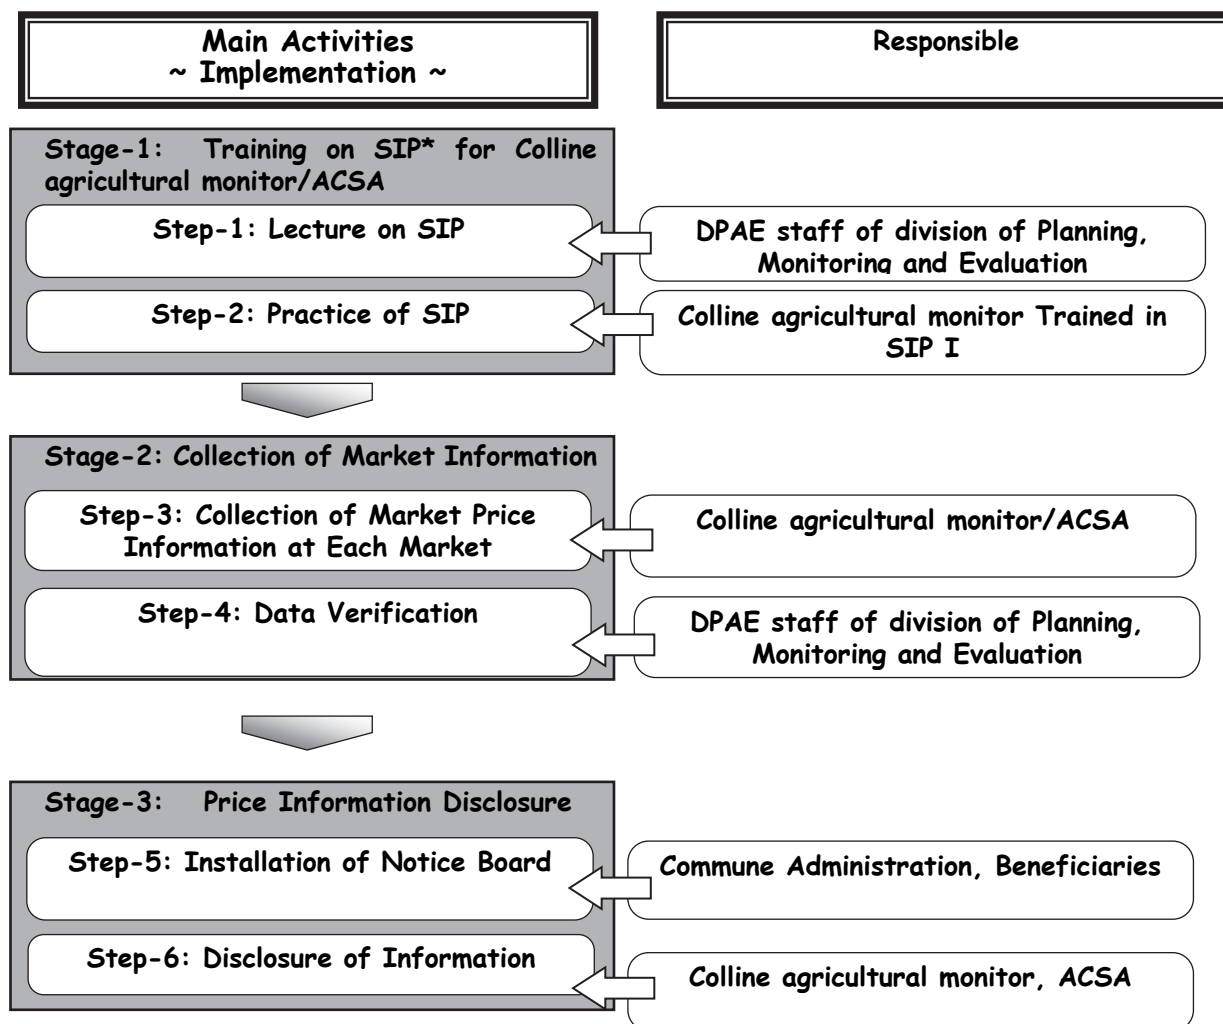 Main Activities
~ Implementation ~
Responsible
Stage-1: Training on SIP* for Colline
agricultural monitor/ACSA
Step-1: Lecture on SIP
DPAE staff of division of Planning,
Monitoring and Evaluation
Step-2: Practice of SIP
Colline agricultural monitor Trained in
SIP I
Stage-2: Collection of Market Information
Step-3: Collection of Market Price
Information at Each Market
Colline agricultural monitor/ACSA
Step-4: Data Verification
DPAE staff of division of Planning,
Monitoring and Evaluation
Stage-3: Price Information Disclosure
Step-5: Installation of Notice Board
Commune Administration, Beneficiaries
Step-6: Disclosure of Information
Colline agricultural monitor, ACSA